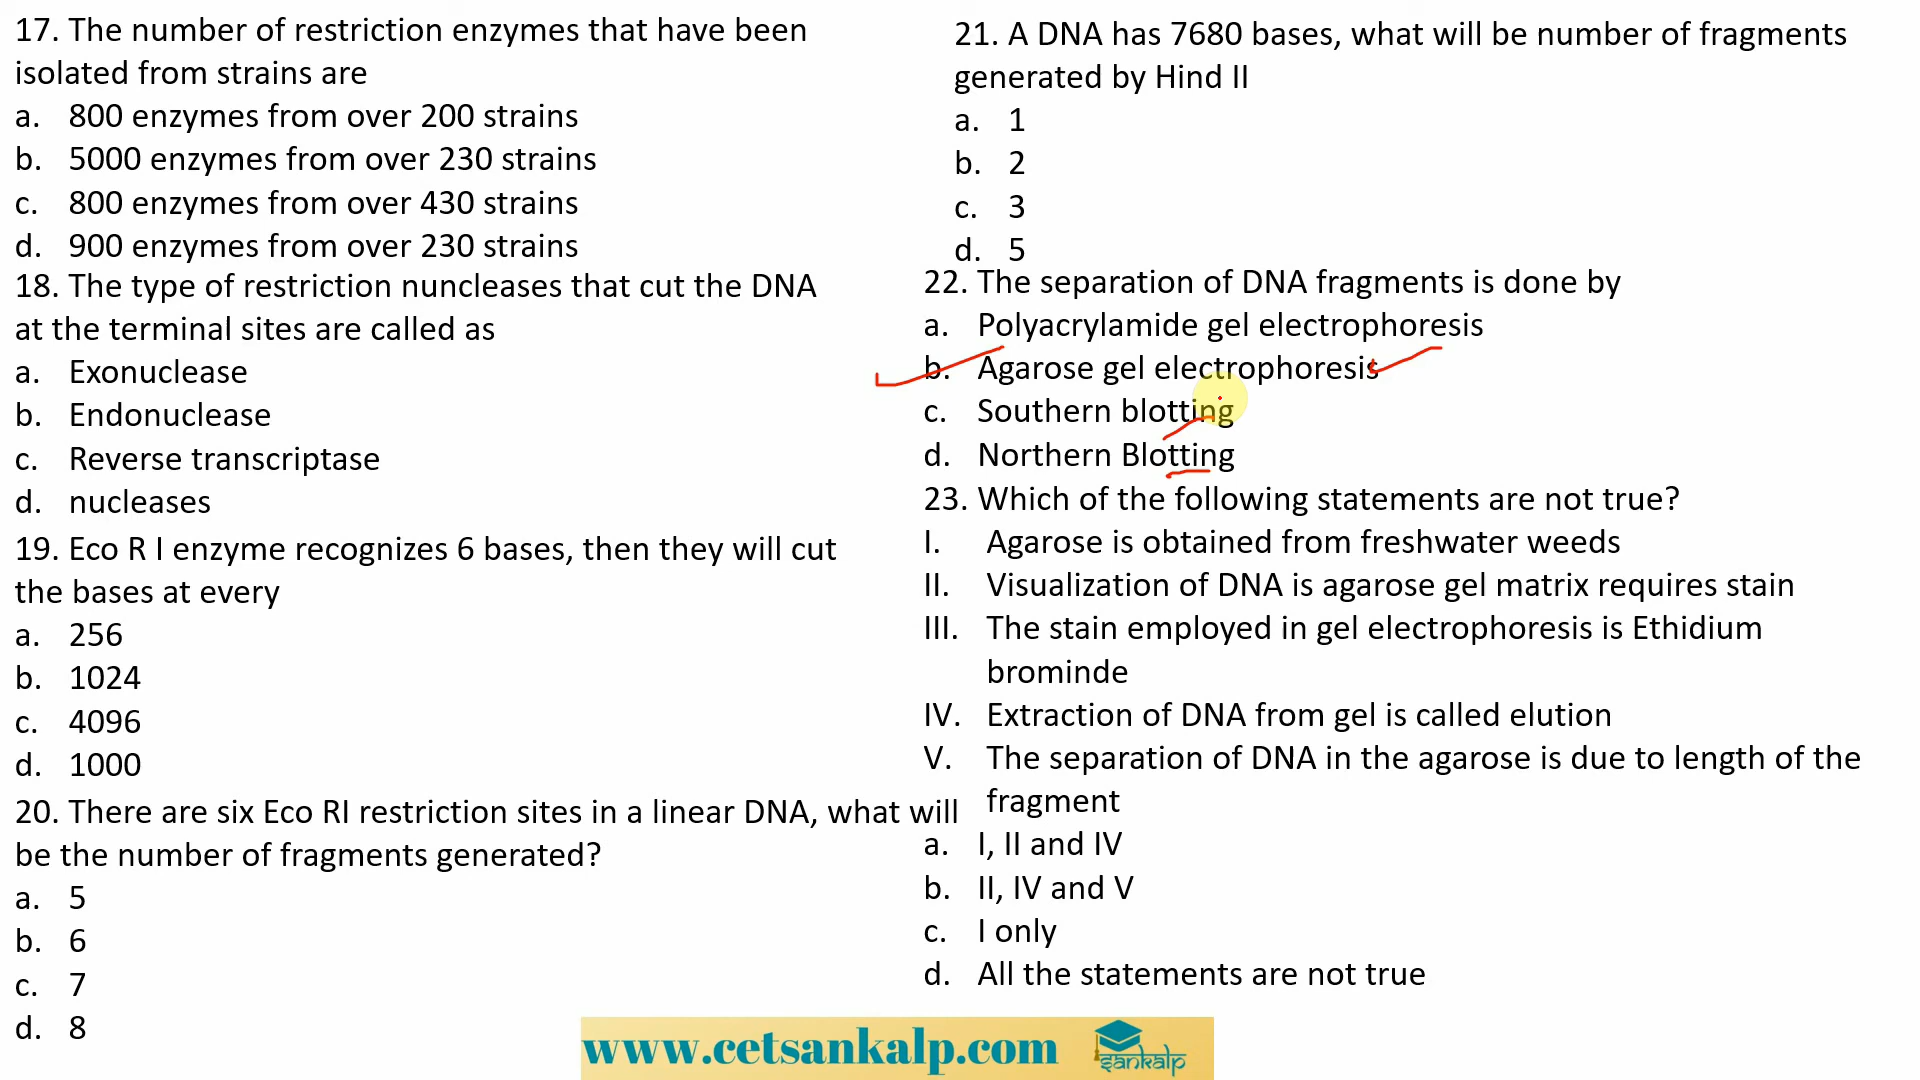 17. The number of restriction enzymes that have been
isolated from strains are
a. 800 enzymes from over 200 strains
b. 5000 enzymes from over 230 strains
c. 800 enzymes from over 430 strains
d. 900 enzymes from over 230 strains
18. The type of restriction nuncleases that cut the DNA
at the terminal sites are called as
a. Exonuclease
b. Endonuclease
c. Reverse transcriptase
d. nucleases
19. Eco R I enzyme recognizes 6 bases, then they will cut
the bases at every
a. 256
b. 1024
c. 4096
d. 1000
20. There are six Eco RI restriction sites in a linear DNA, what will
be the number of fragments generated?
a. 5
b. 6
c. 7
d. 8
21. A DNA has 7680 bases, what will be number of fragments
generated by Hind II
a. 1
b. 2
c. 3
d. 5
22. The separation of DNA fragments is done by
a. Polyacrylamide gel electrophoresis
b. Agarose gel electrophoresis
c. Southern blotting
d. Northern Blotting
23. Which of the following statements are not true?
I. Agarose is obtained from freshwater weeds
II. Visualization of DNA is agarose gel matrix requires stain
III. The stain employed in gel electrophoresis is Ethidium
brominde
IV. Extraction of DNA from gel is called elution
V. The separation of DNA in the agarose is due to length of the
fragment
a. I, II and IV
b. II, IV and V
c. I only
d. All the statements are not true
www.cetsankalp.com
sankalp